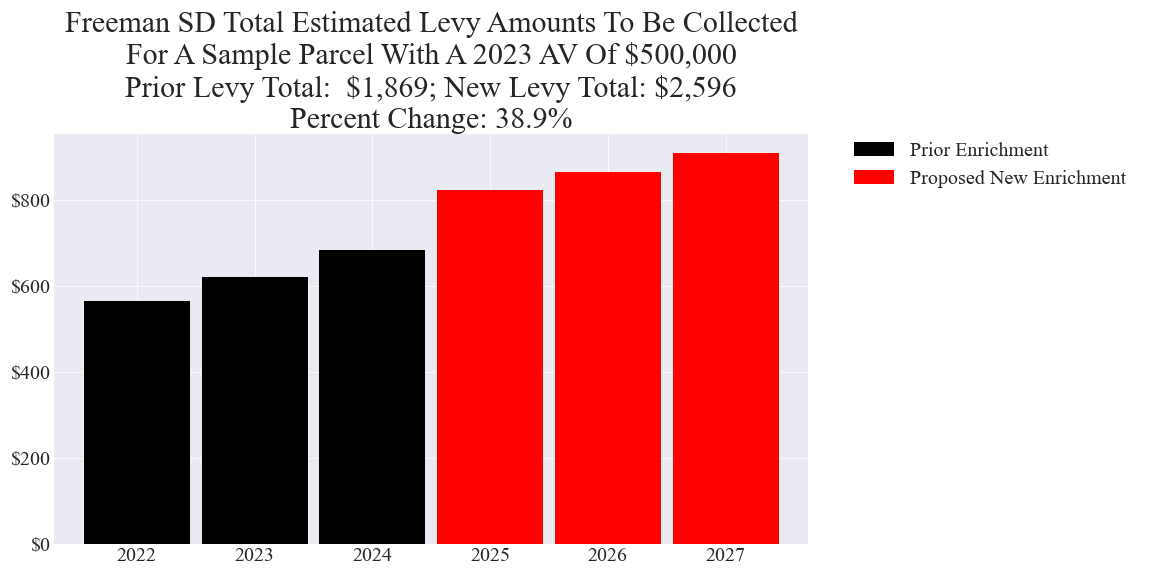 Freeman SD Total Estimated Levy Amounts To Be Collected
For A Sample Parcel With A 2023 AV Of $500,000
Prior Levy Total:  $1,869; New Levy Total: $2,596
Percent Change: 38.9%
Prior Enrichment
Proposed New Enrichment
$800
$600
$400
$200
$0
2022 2023 2024 2025 2026 2027